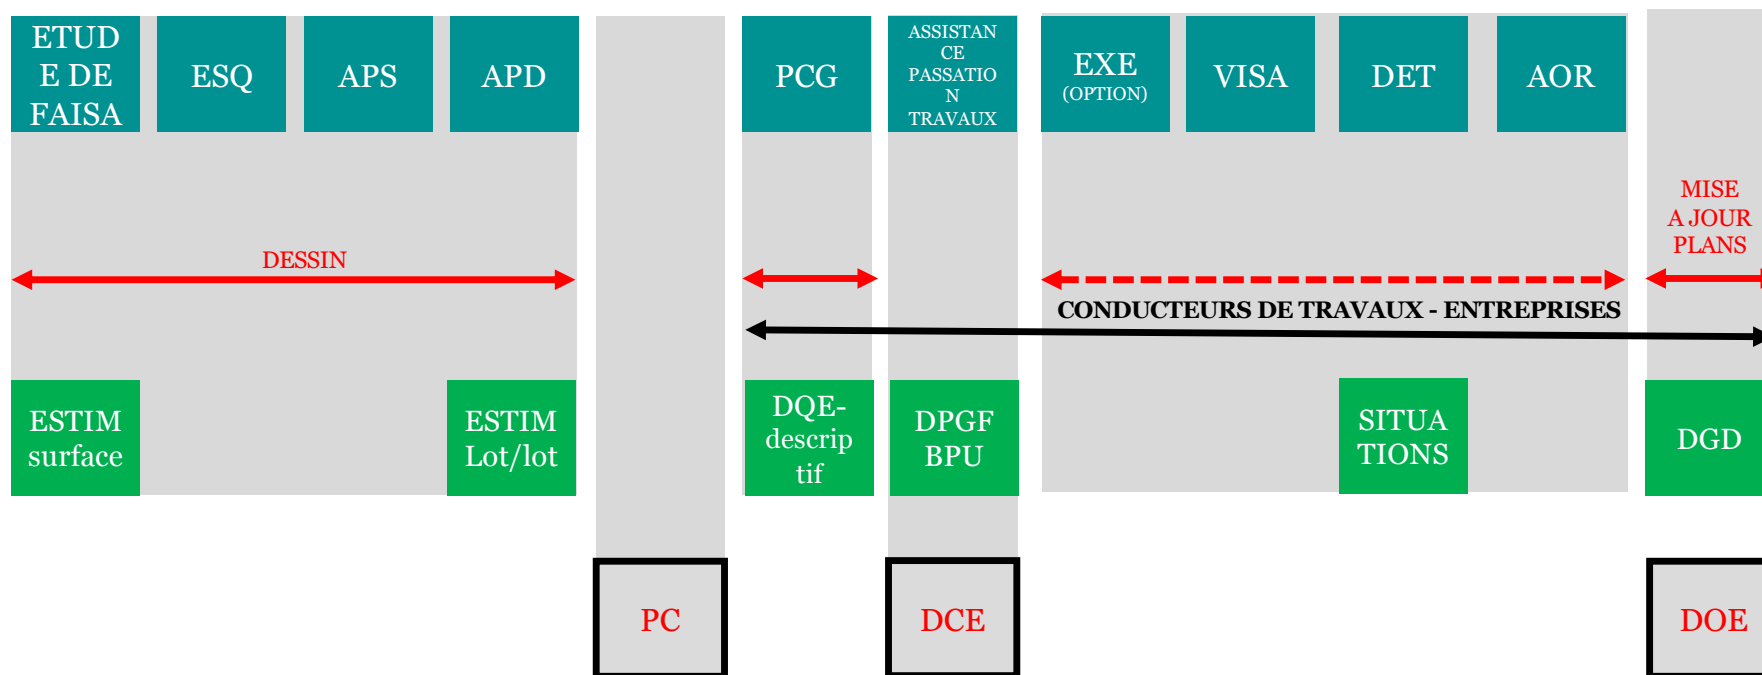 ETUD
E DE
FAISA
ESQ
APS
APD
PCG
ASSISTAN
CE
PASSATIO
N
TRAVAUX
EXE
(OPTION)
VISA
DET
AOR
DESSIN
MISE
A JOUR
PLANS
CONDUCTEURS DE TRAVAUX - ENTREPRISES
ESTIM
surface
ESTIM
Lot/lot
DQE-
descrip
tif
DPGF
BPU
SITUA
TIONS
DGD
PC
DCE
DOE